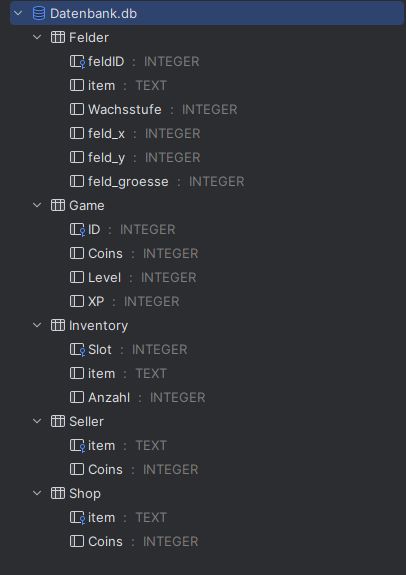 Datenbank.db
Felder
feldID : INTEGER
item : TEXT
Wachsstufe : INTEGER
feld_x : INTEGER
feld_y : INTEGER
feld_groesse : INTEGER
Game
ID : INTEGER
Coins : INTEGER
Level : INTEGER
XP : INTEGER
Inventory
Slot : INTEGER
item : TEXT
Anzahl : INTEGER
Seller
item : TEXT
Coins : INTEGER
Shop
item : TEXT
Coins : INTEGER